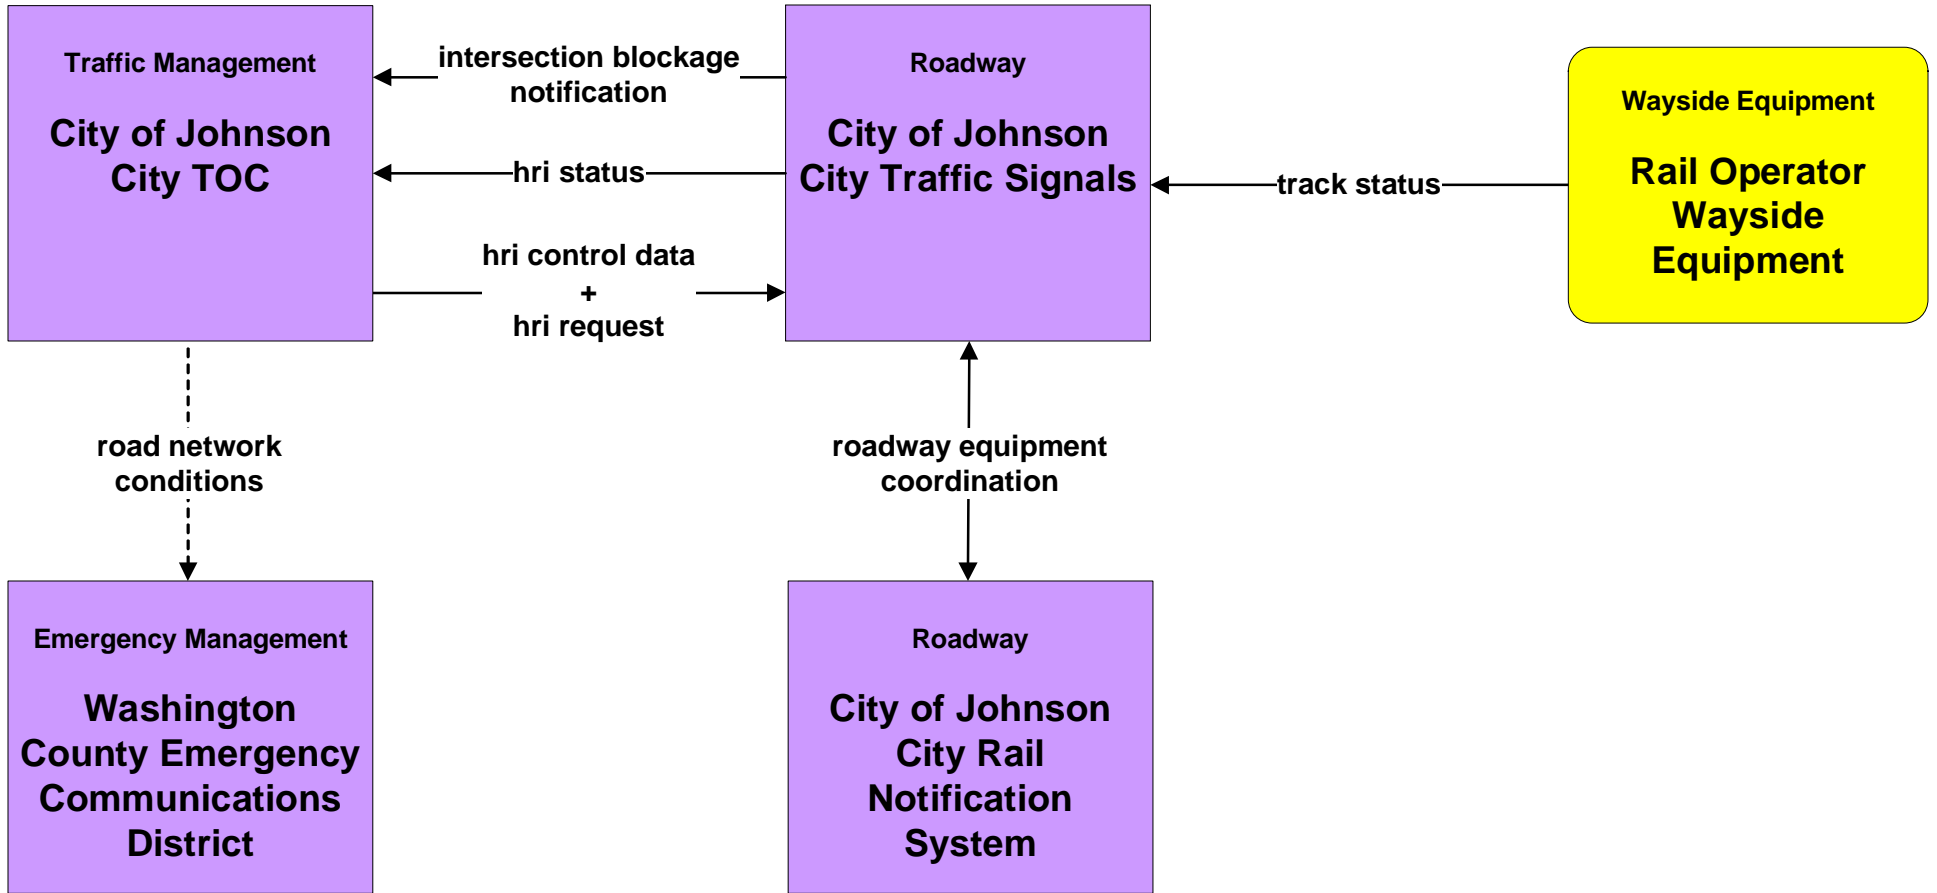 Traffic Management
City of Johnson
City TOC
intersection blockage
notification
hri status
hri control data
+
hri request
Roadway
City of Johnson
City Traffic Signals
track status
Wayside Equipment
Rail Operator
Wayside
Equipment
road network
conditions
roadway equipment
coordination
Emergency Management
Washington
County Emergency
Communications
District
Roadway
City of Johnson
City Rail
Notification
System